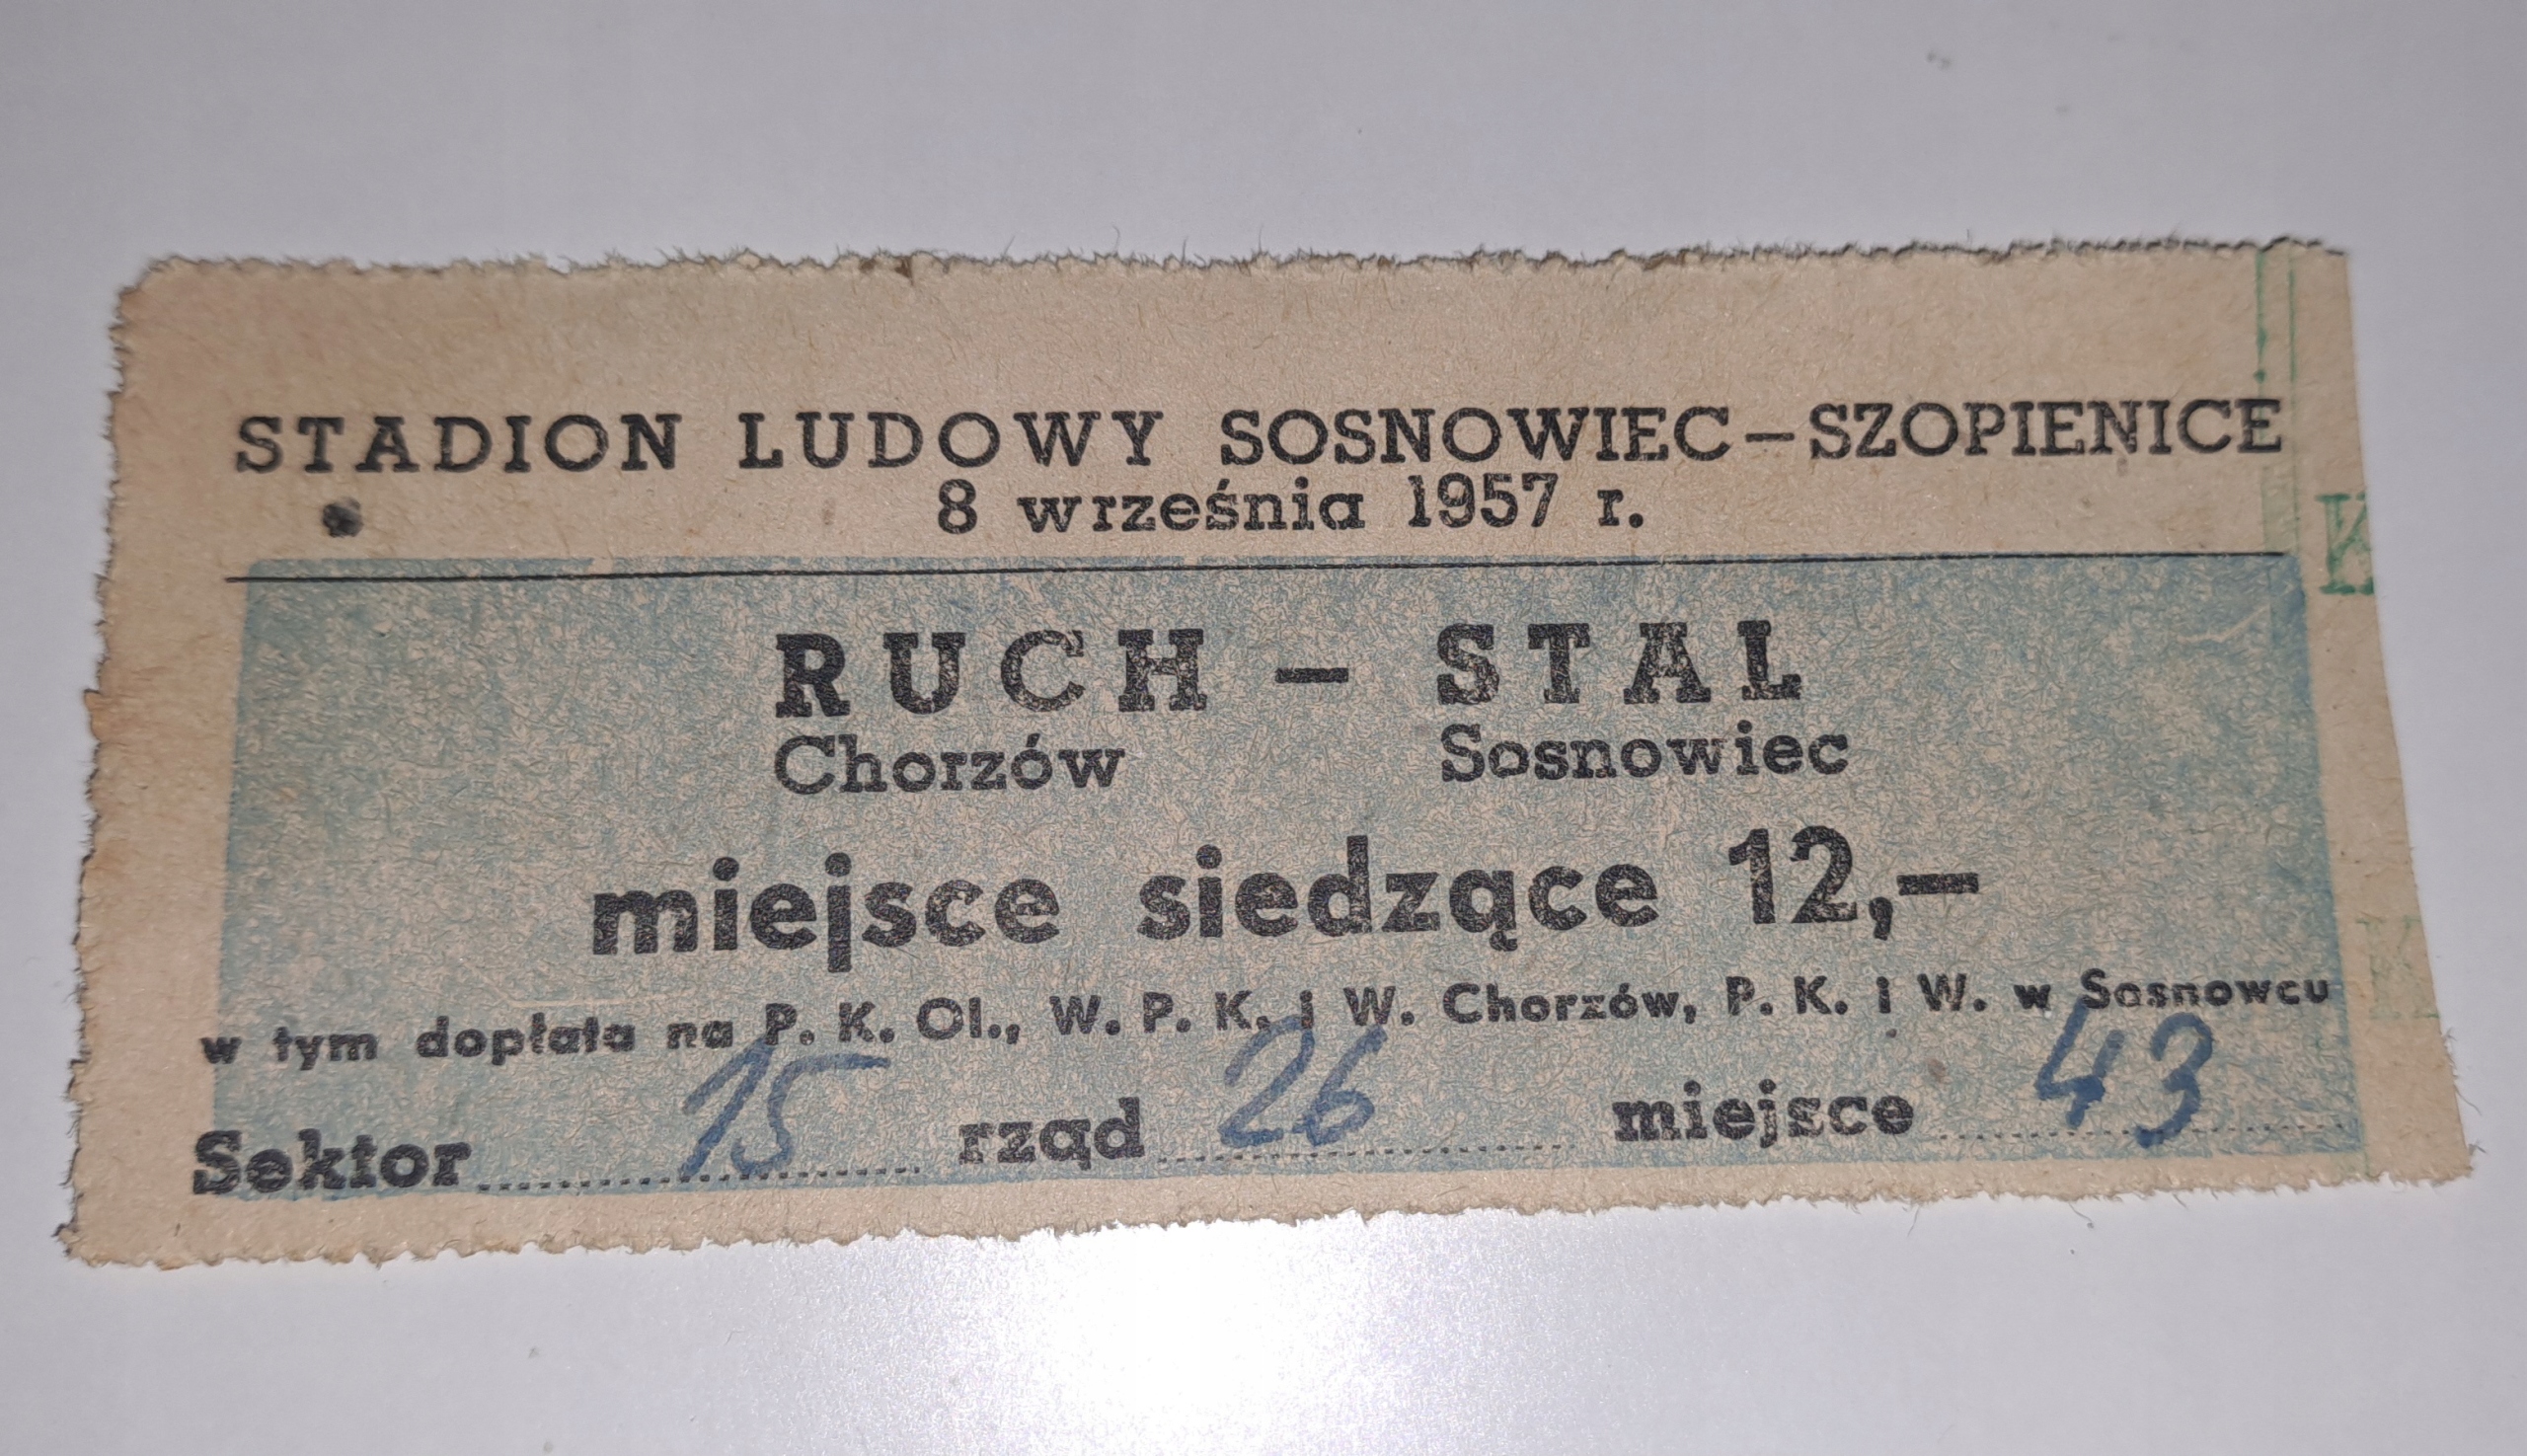 STADION LUDOWY SOSNOWIEC–SZOPIENICE
8 września 1957 r.
RUCH – STAL
Chorzów Sosnowiec
miejsce siedzące 12,—
w tym dopłata na P. K. Ol., W. P. K. i W. Chorzów, P. K. i W. w Sosnowcu
Sektor 15 rząd 26 miejsce 43